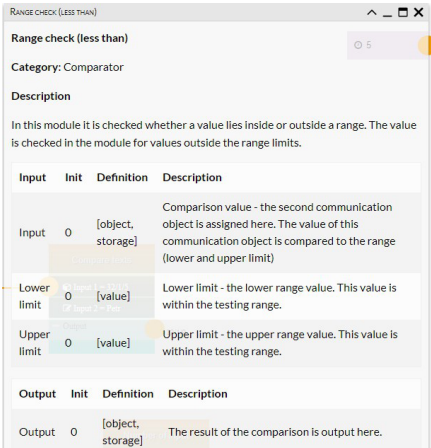 RANGE CHECK (LESS THAN)
Range check (less than)
5
Category: Comparator
Description
In this module it is checked whether a value lies inside or outside a range. The value
is checked in the module for values outside the range limits.
Input Init Definition Description
Input 0 [object, storage] Comparison value - the second communication
object is assigned here. The value of this
communication object is compared to the range
(lower and upper limit)
Lower limit 0 [value] Lower limit - the lower range value. This value is
within the testing range.
Upper limit 0 [value] Upper limit - the upper range value. This value is
within the testing range.
Output Init Definition Description
Output 0 [object, storage] The result of the comparison is output here.